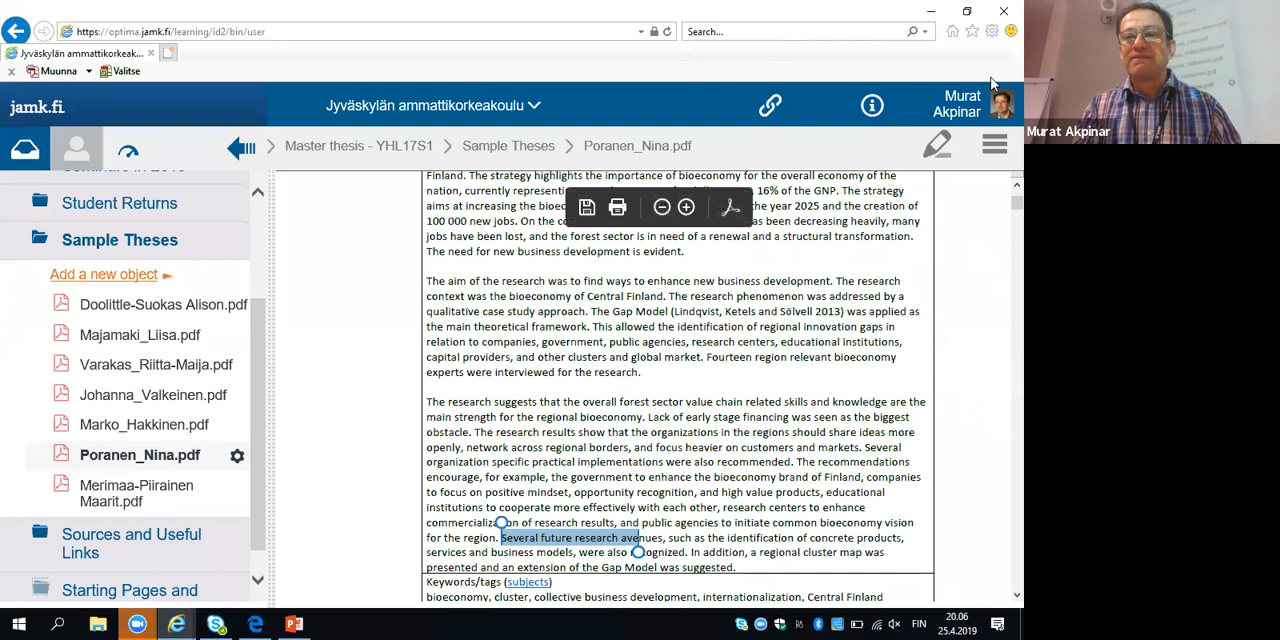 https://optima.jamk.fi/learning/id2/bin/user
Search...
Jyväskylän ammattikorkeak...
Muunna
Valitse
jamk.fi
Jyväskylän ammattikorkeakoulu
Murat
Akpinar
Murat Akpinar
Master thesis - YHL17S1
Sample Theses
Poranen_Nina.pdf
Student Returns
Sample Theses
Add a new object
Doolittle-Suokas Alison.pdf
Majamaki_Liisa.pdf
Varakas_Riitta-Maija.pdf
Johanna_Valkeinen.pdf
Marko_Hakkinen.pdf
Poranen_Nina.pdf
Merimaa-Piirainen
Maarit.pdf
Sources and Useful
Links
Starting Pages and
Finland. The strategy highlights the importance of bioeconomy for the overall economy of the
nation, currently 16% of the GNP. The strategy
aims at increasing the the year 2025 and the creation of
100 000 new jobs. On the been decreasing heavily, many
jobs have been lost, and the forest sector is in need of a renewal and a structural transformation.
The need for new business development is evident.
The aim of the research was to find ways to enhance new business development. The research
context was the bioeconomy of Central Finland. The research phenomenon was addressed by a
qualitative case study approach. The Gap Model (Lindqvist, Ketels and Sölvell 2013) was applied as
the main theoretical framework. This allowed the identification of regional innovation gaps in
relation to companies, government, public agencies, research centers, educational institutions,
capital providers, and other clusters and global market. Fourteen region relevant bioeconomy
experts were interviewed for the research.
The research suggests that the overall forest sector value chain related skills and knowledge are the
main strength for the regional bioeconomy. Lack of early stage financing was seen as the biggest
obstacle. The research results show that the organizations in the regions should share ideas more
openly, network across regional borders, and focus heavier on customers and markets. Several
organization specific practical implementations were also recommended. The recommendations
encourage, for example, the government to enhance the bioeconomy brand of Finland, companies
to focus on positive mindset, opportunity recognition, and high value products, educational
institutions to cooperate more effectively with each other, research centers to enhance
commercialization of research results, and public agencies to initiate common bioeconomy vision
for the region. Several future research avenues, such as the identification of concrete products,
services and business models, were also recognized. In addition, a regional cluster map was
presented and an extension of the Gap Model was suggested.
Keywords/tags (subjects)
bioeconomy, cluster, collective business development, internationalization, Central Finland
FIN
20.06
25.4.2019